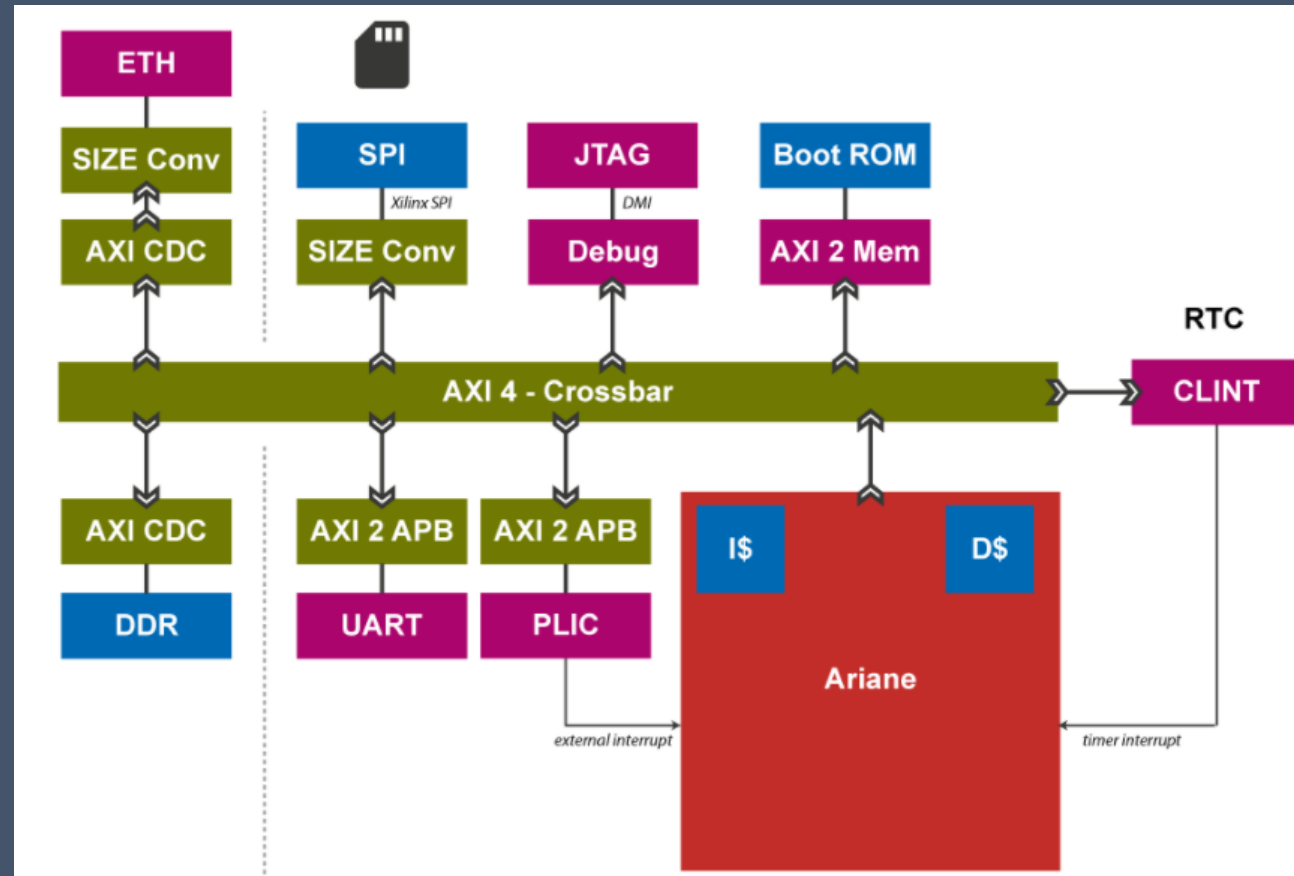 ETH
SIZE Conv
SPI
JTAG
Boot ROM
Xilinx SPI
DMI
AXI CDC
SIZE Conv
Debug
AXI 2 Mem
RTC
AXI 4 - Crossbar
CLINT
AXI CDC
AXI 2 APB
AXI 2 APB
I$
D$
DDR
UART
PLIC
Ariane
external interrupt
timer interrupt